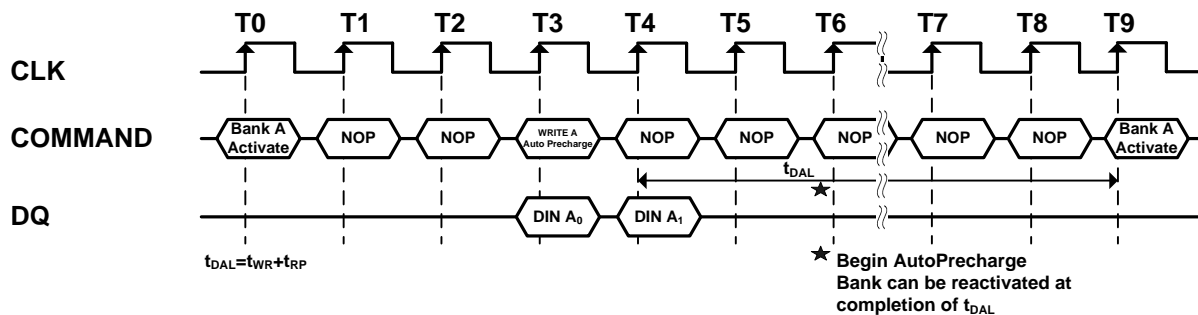 T0 T1 T2 T3 T4 T5 T6 T7 T8 T9
CLK
COMMAND
Bank A
Activate
NOP
NOP
WRITE A
Auto Precharge
NOP
NOP
NOP
NOP
NOP
Bank A
Activate
tDAL
DQ
DIN A0
DIN A1
tDAL=tWR+tRP
Begin AutoPrecharge
Bank can be reactivated at
completion of tDAL